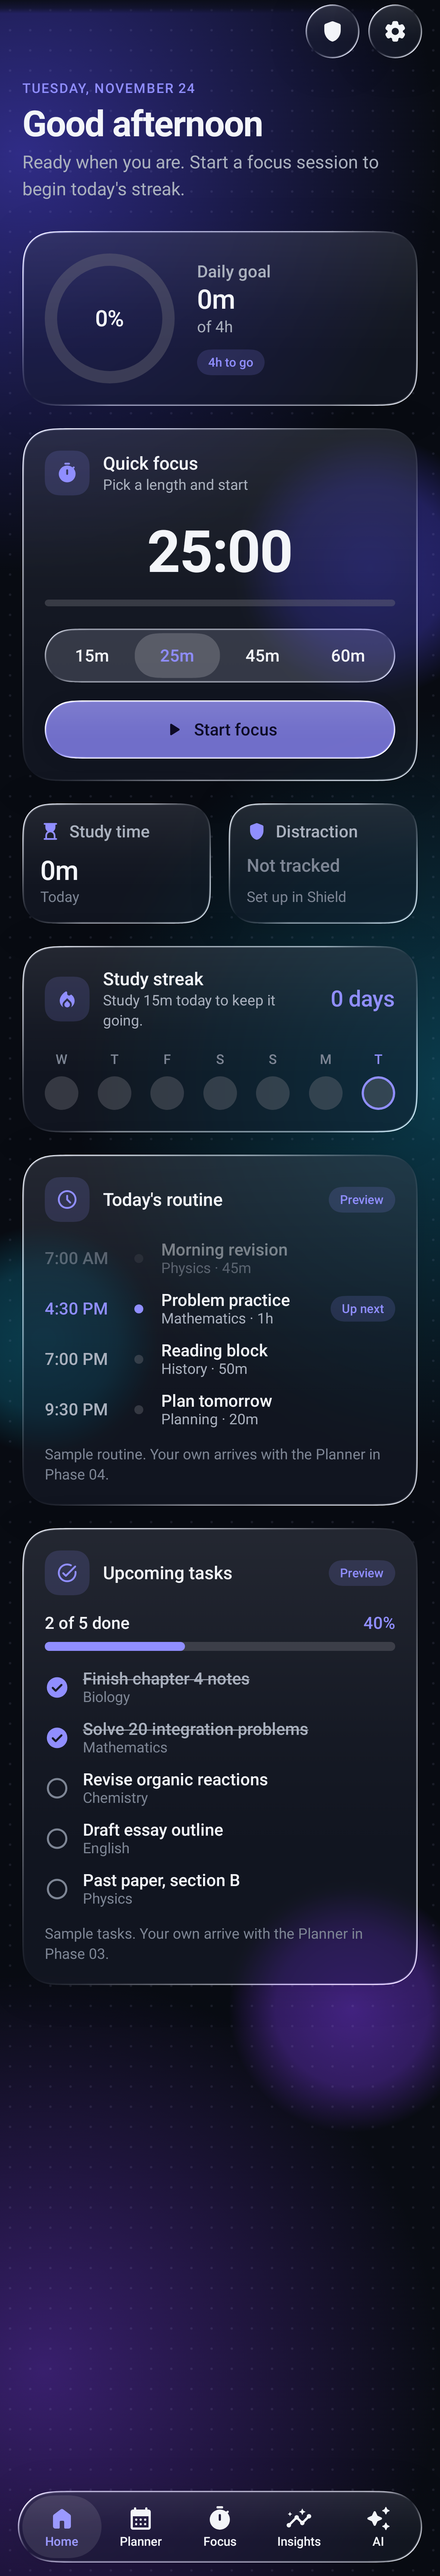 TUESDAY, NOVEMBER 24
Good afternoon
Ready when you are. Start a focus session to
begin today's streak.
0%
Daily goal
0m
of 4h
4h to go
Quick focus
Pick a length and start
25:00
15m 25m 45m 60m
Start focus
Study time
0m
Today
Distraction
Not tracked
Set up in Shield
Study streak
Study 15m today to keep it
going.
0 days
W T F S S M T
Today's routine
Preview
7:00 AM
Morning revision
Physics · 45m
4:30 PM
Problem practice
Mathematics · 1h
Up next
7:00 PM
Reading block
History · 50m
9:30 PM
Plan tomorrow
Planning · 20m
Sample routine. Your own arrives with the Planner in
Phase 04.
Upcoming tasks
Preview
2 of 5 done
40%
Finish chapter 4 notes
Biology
Solve 20 integration problems
Mathematics
Revise organic reactions
Chemistry
Draft essay outline
English
Past paper, section B
Physics
Sample tasks. Your own arrive with the Planner in
Phase 03.
Home Planner Focus Insights AI